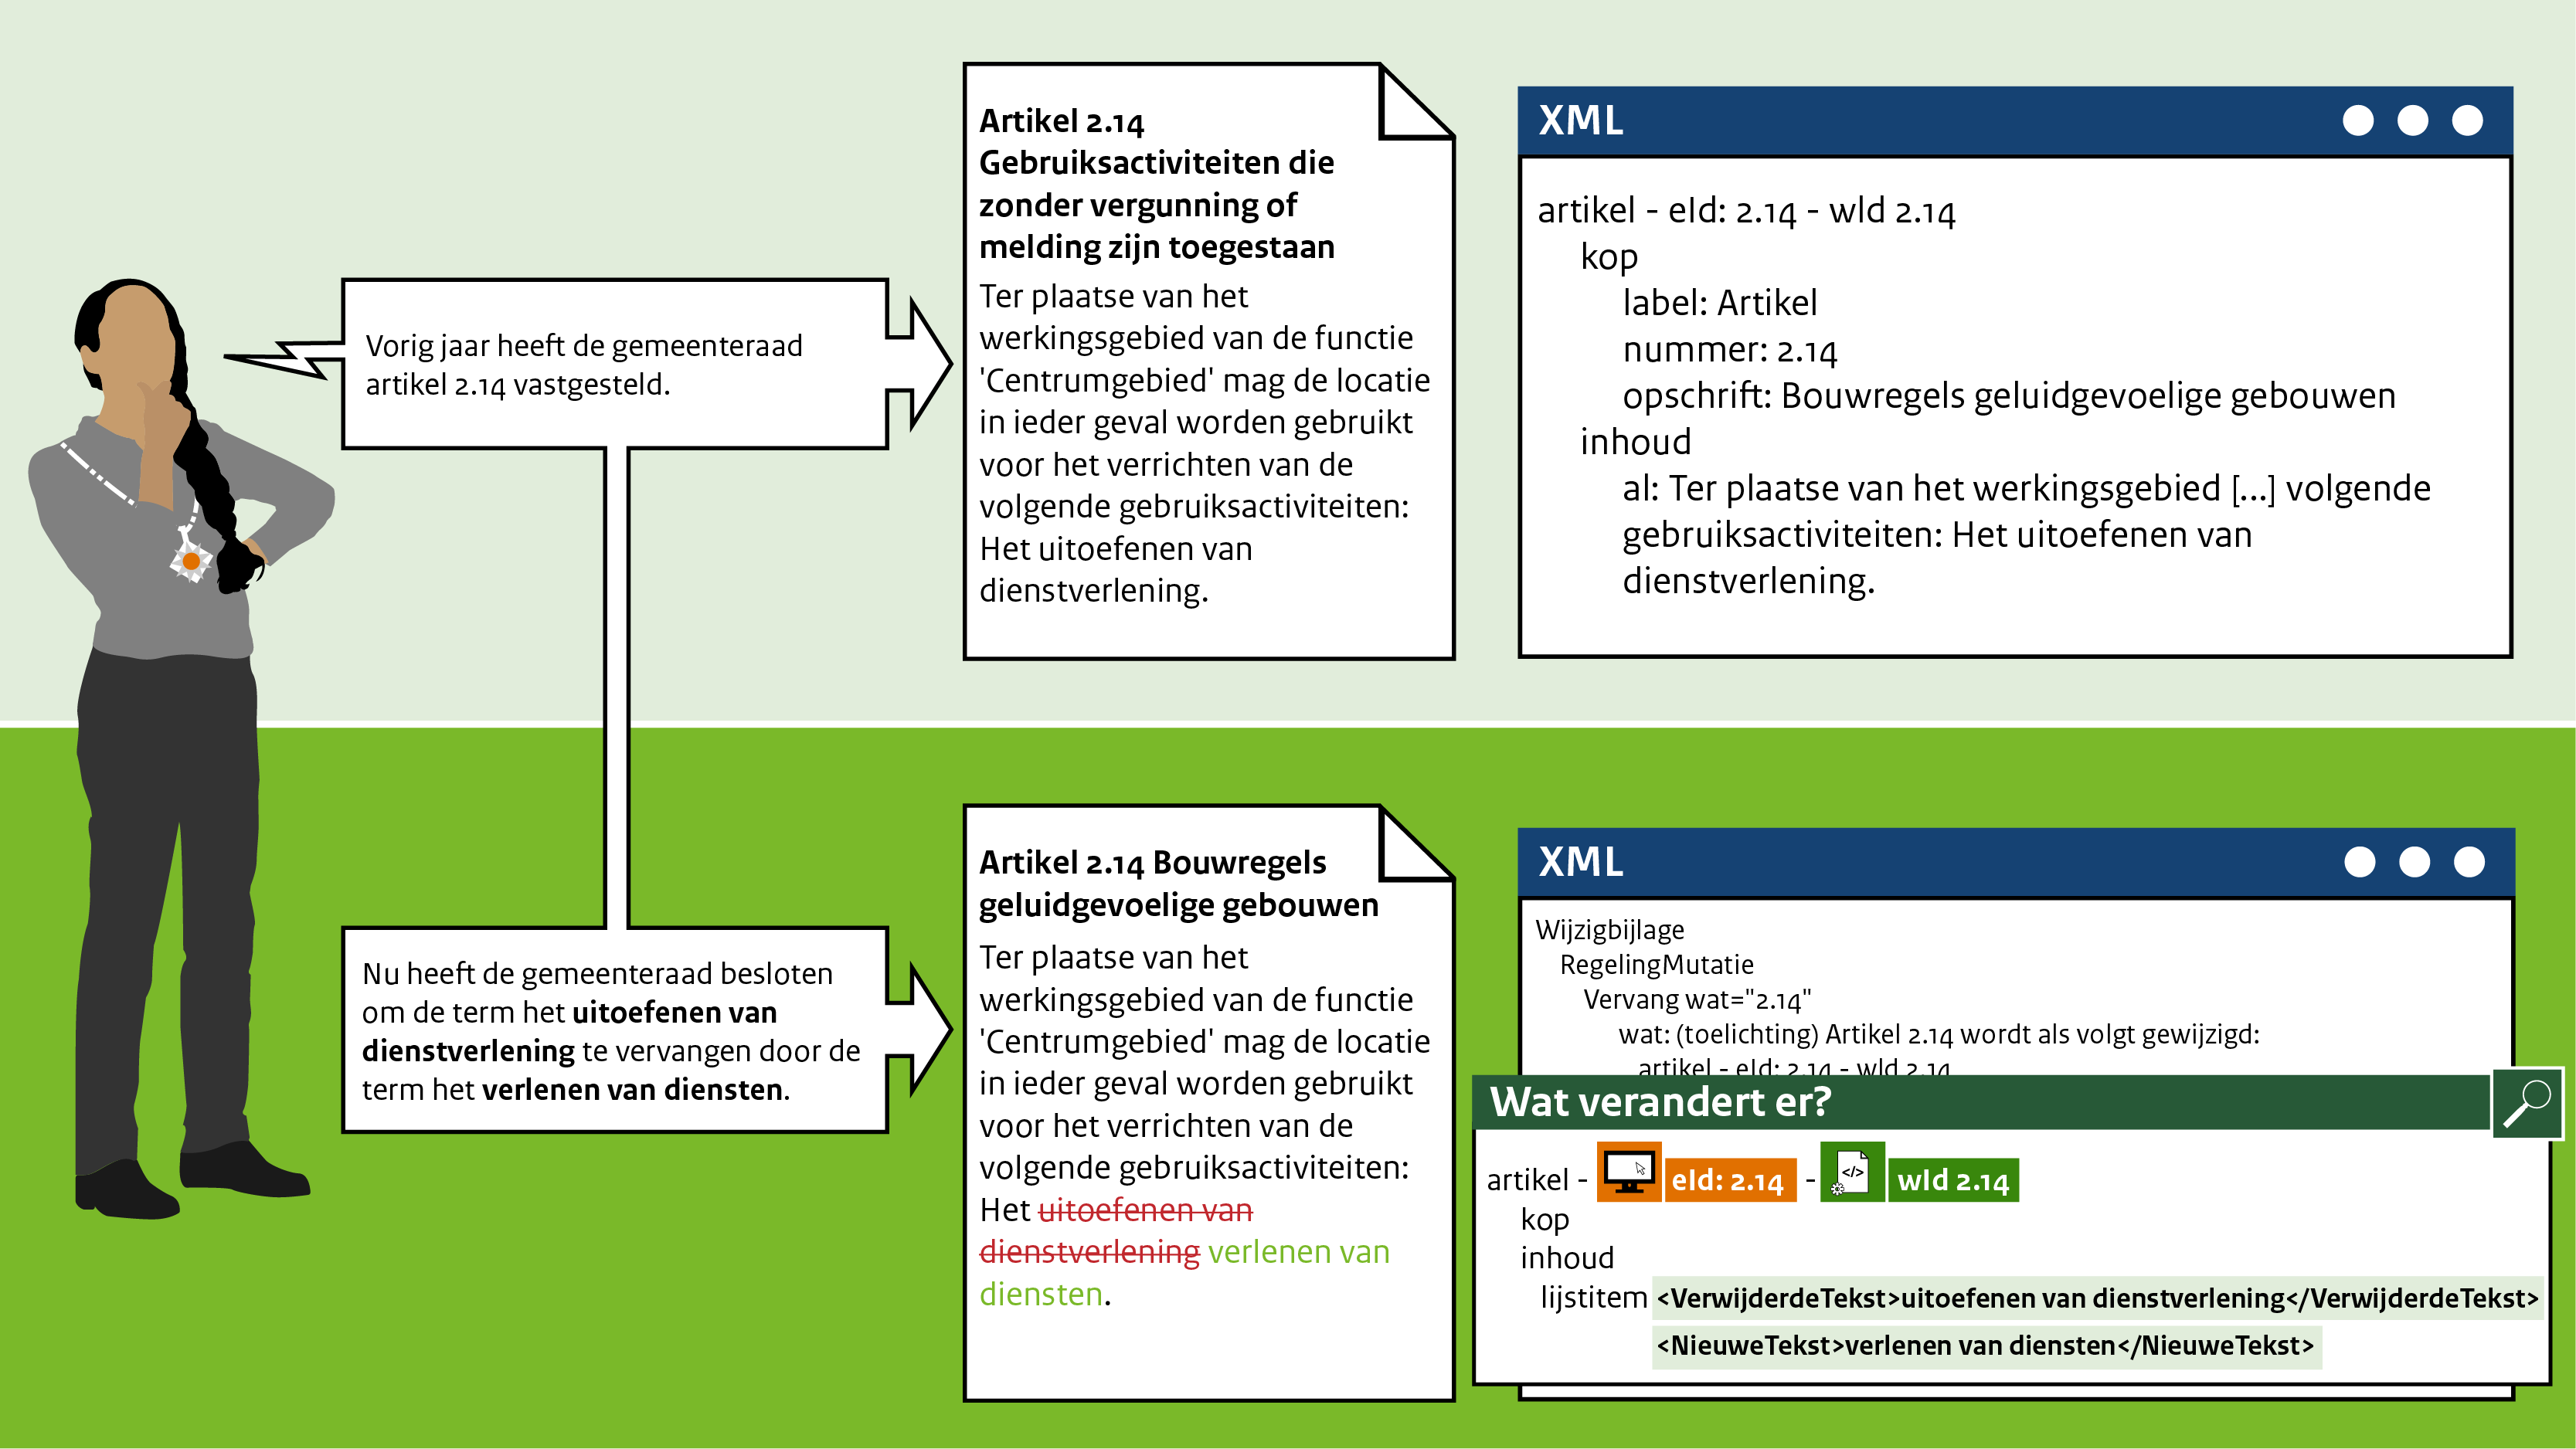 Vorig jaar heeft de gemeenteraad
artikel 2.14 vastgesteld.
Artikel 2.14
Gebruiksactiviteiten die
zonder vergunning of
melding zijn toegestaan
Ter plaatse van het
werkingsgebied van de functie
'Centrumgebied' mag de locatie
in ieder geval worden gebruikt
voor het verrichten van de
volgende gebruiksactiviteiten:
Het uitoefenen van
dienstverlening.
XML
artikel - eId: 2.14 - wId 2.14
kop
label: Artikel
nummer: 2.14
opschrift: Bouwregels geluidgevoelige gebouwen
inhoud
al: Ter plaatse van het werkingsgebied [...] volgende
gebruiksactiviteiten: Het uitoefenen van
dienstverlening.
Nu heeft de gemeenteraad besloten
om de term het uitoefenen van
dienstverlening te vervangen door de
term het verlenen van diensten.
Artikel 2.14 Bouwregels
geluidgevoelige gebouwen
Ter plaatse van het
werkingsgebied van de functie
'Centrumgebied' mag de locatie
in ieder geval worden gebruikt
voor het verrichten van de
volgende gebruiksactiviteiten:
Het uitoefenen van
dienstverlening verlenen van
diensten.
XML
Wijzigbijlage
RegelingMutatie
Vervang wat="2.14"
wat: (toelichting) Artikel 2.14 wordt als volgt gewijzigd:
artikel - eId: 2.14 - wId 2.14
Wat verandert er?
artikel - eId: 2.14 - </> wId 2.14
kop
inhoud
lijstitem <VerwijderdeTekst>uitoefenen van dienstverlening</VerwijderdeTekst>
<NieuweTekst>verlenen van diensten</NieuweTekst>